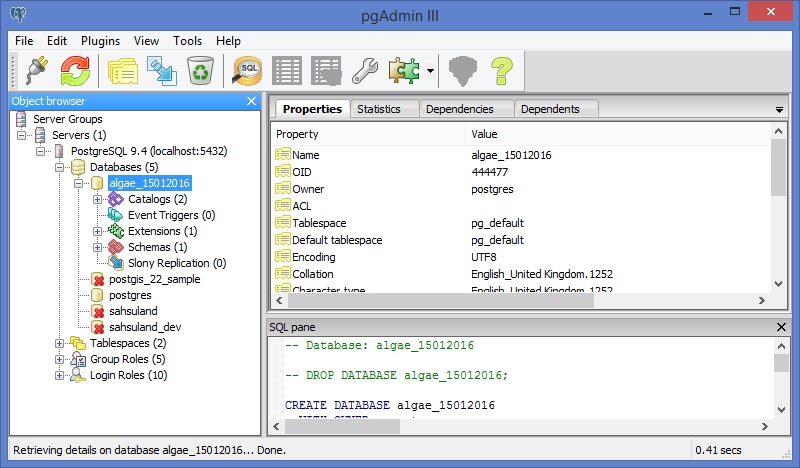 pgAdmin III
File Edit Plugins View Tools Help
SQL
Object browser
Server Groups
Servers (1)
PostgreSQL 9.4 (localhost:5432)
Databases (5)
algae_15012016
Catalogs (2)
Event Triggers (0)
Extensions (1)
Schemas (1)
Slony Replication (0)
postgis_22_sample
postgres
sahsuland
sahsuland_dev
Tablespaces (2)
Group Roles (5)
Login Roles (10)
Properties Statistics Dependencies Dependents
Property Value
Name algae_15012016
OID 444477
Owner postgres
ACL
Tablespace pg_default
Default tablespace pg_default
Encoding UTF8
Collation English_United Kingdom.1252
Character type English_United Kingdom.1252
SQL pane
-- Database: algae_15012016
-- DROP DATABASE algae_15012016;
CREATE DATABASE algae_15012016
WITH OWNER
Retrieving details on database algae_15012016... Done. 0.41 secs